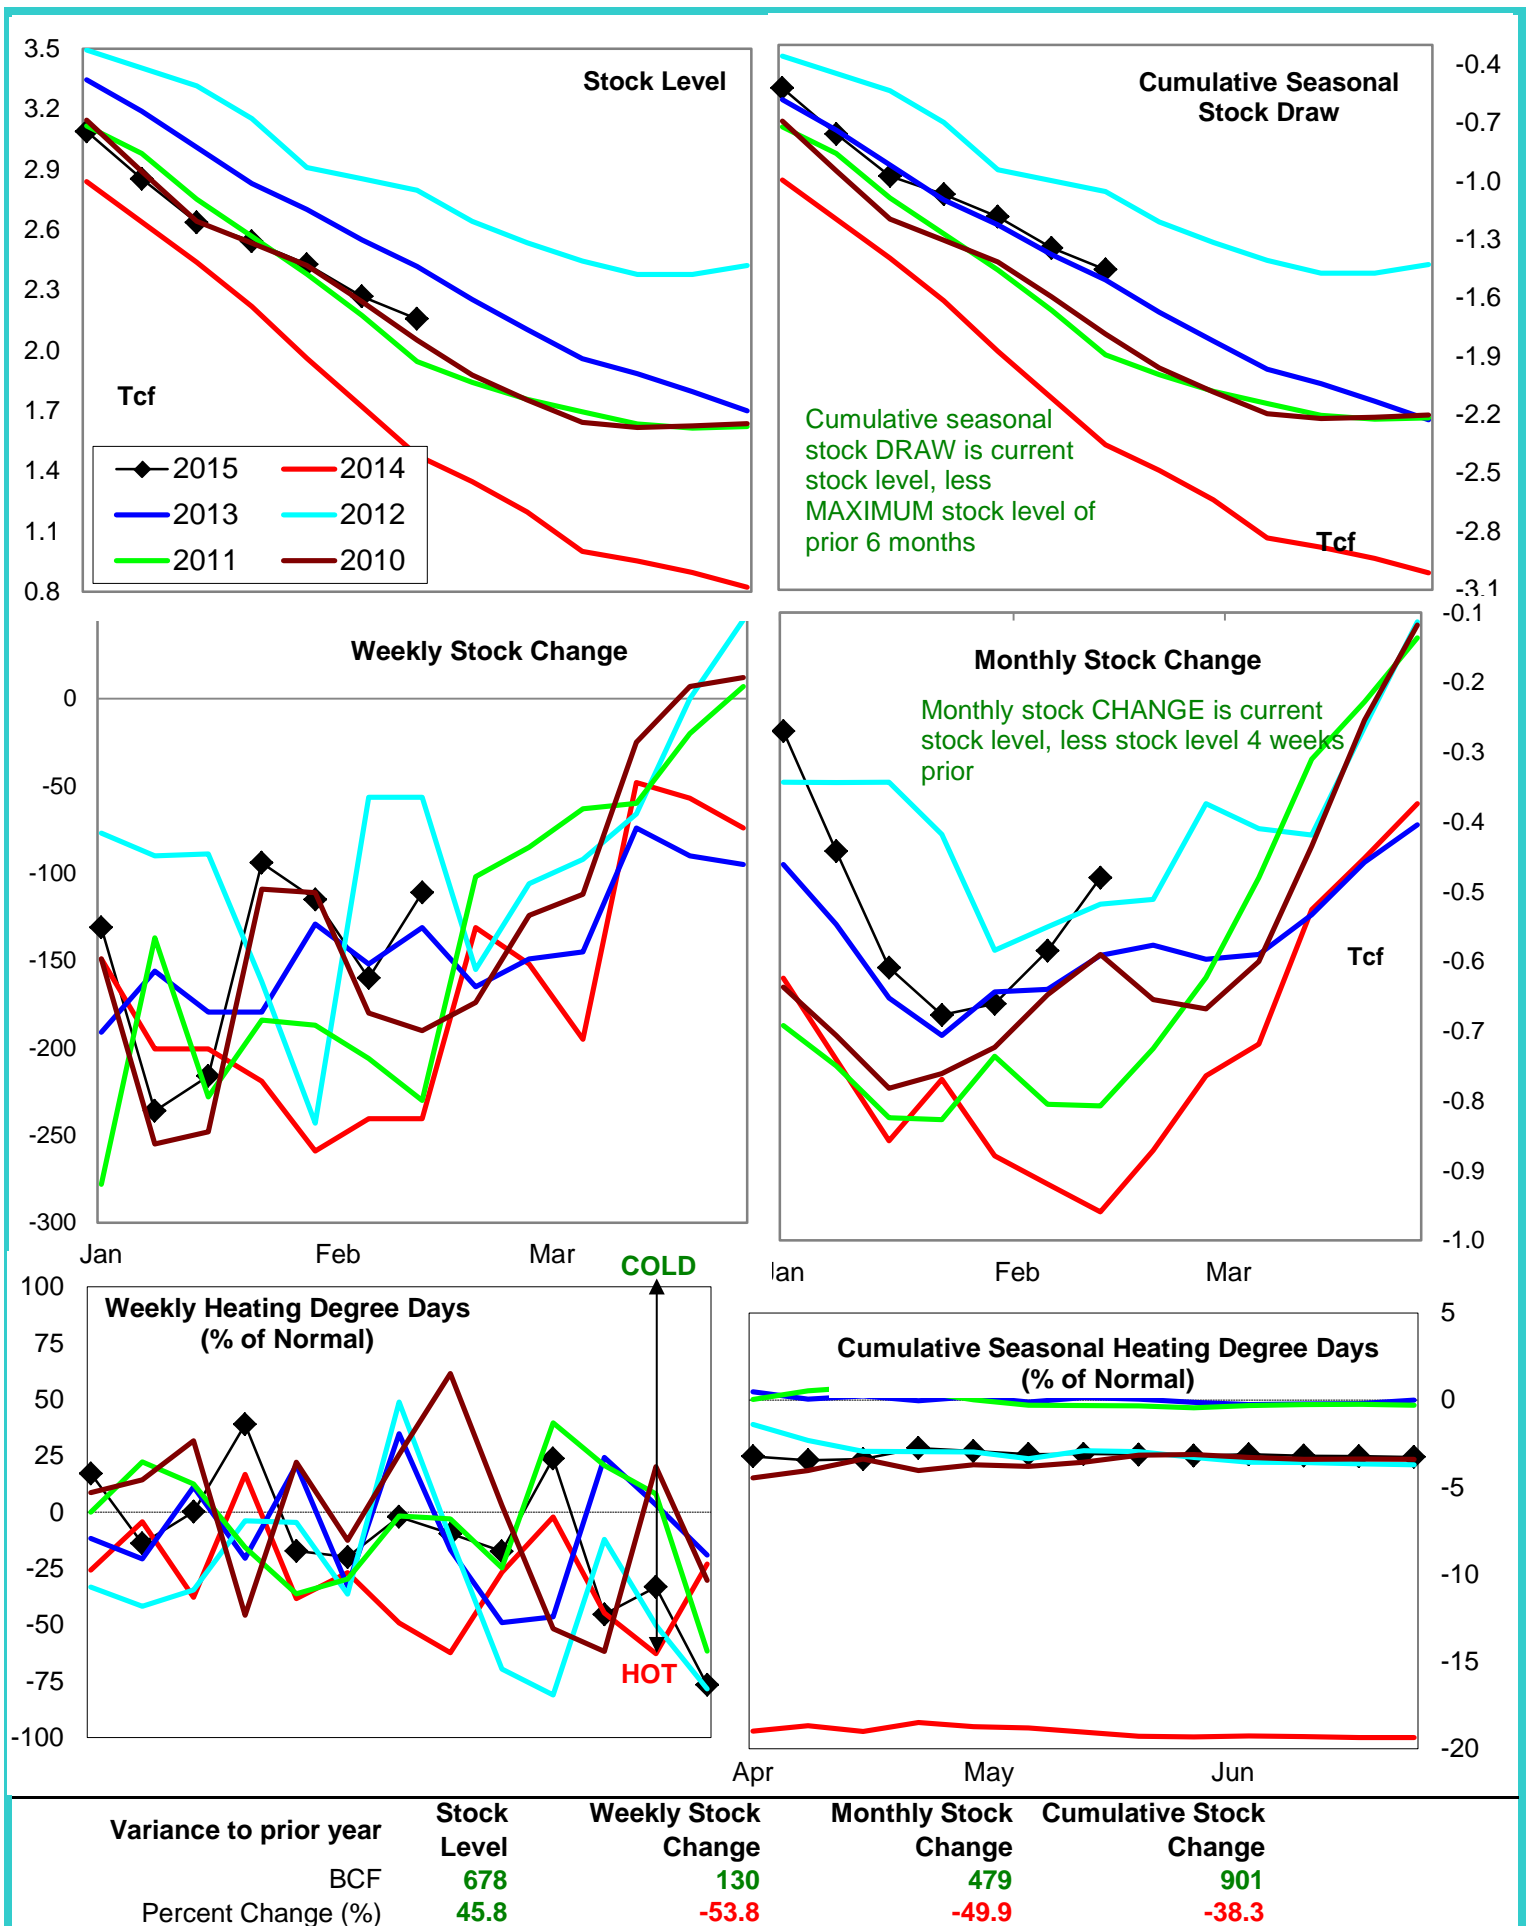 3.5
3.2
2.9
2.6
2.3
2.0
1.7
1.4
1.1
0.8
Stock Level
Tcf
2015
2014
2013
2012
2011
2010
Cumulative Seasonal
Stock Draw
-0.4
-0.7
-1.0
-1.3
-1.6
-1.9
-2.2
-2.5
-2.8
-3.1
Cumulative seasonal
stock DRAW is current
stock level, less
MAXIMUM stock level of
prior 6 months
Tcf
Weekly Stock Change
0
-50
-100
-150
-200
-250
-300
Jan Feb Mar
Monthly Stock Change
Monthly stock CHANGE is current
stock level, less stock level 4 weeks
prior
Tcf
-0.1
-0.2
-0.3
-0.4
-0.5
-0.6
-0.7
-0.8
-0.9
-1.0
Jan Feb Mar
COLD
Weekly Heating Degree Days
(% of Normal)
100
75
50
25
0
-25
-50
-75
-100
HOT
Cumulative Seasonal Heating Degree Days
(% of Normal)
5
0
-5
-10
-15
-20
Apr May Jun
Variance to prior year
Stock
Level
Weekly Stock
Change
Monthly Stock
Change
Cumulative Stock
Change
BCF 678 130 479 901
Percent Change (%) 45.8 -53.8 -49.9 -38.3